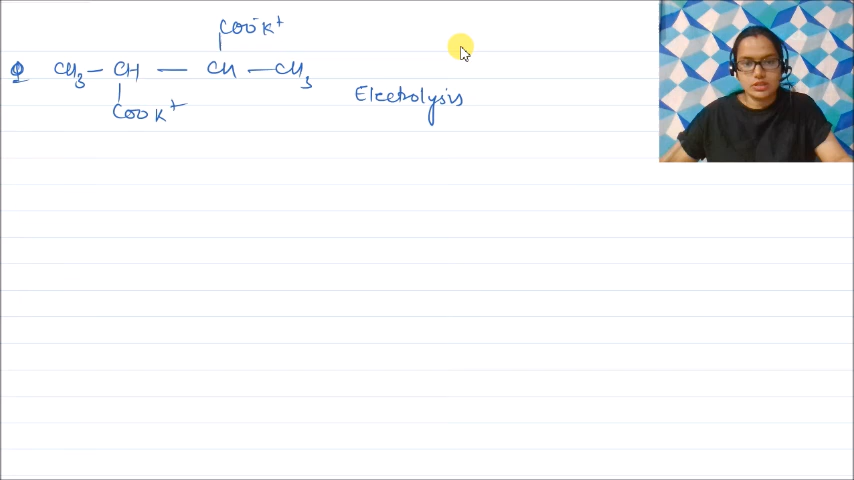 COO⁻K⁺
Q CH₃ — CH — CH — CH₃
COO K⁺
Electrolysis